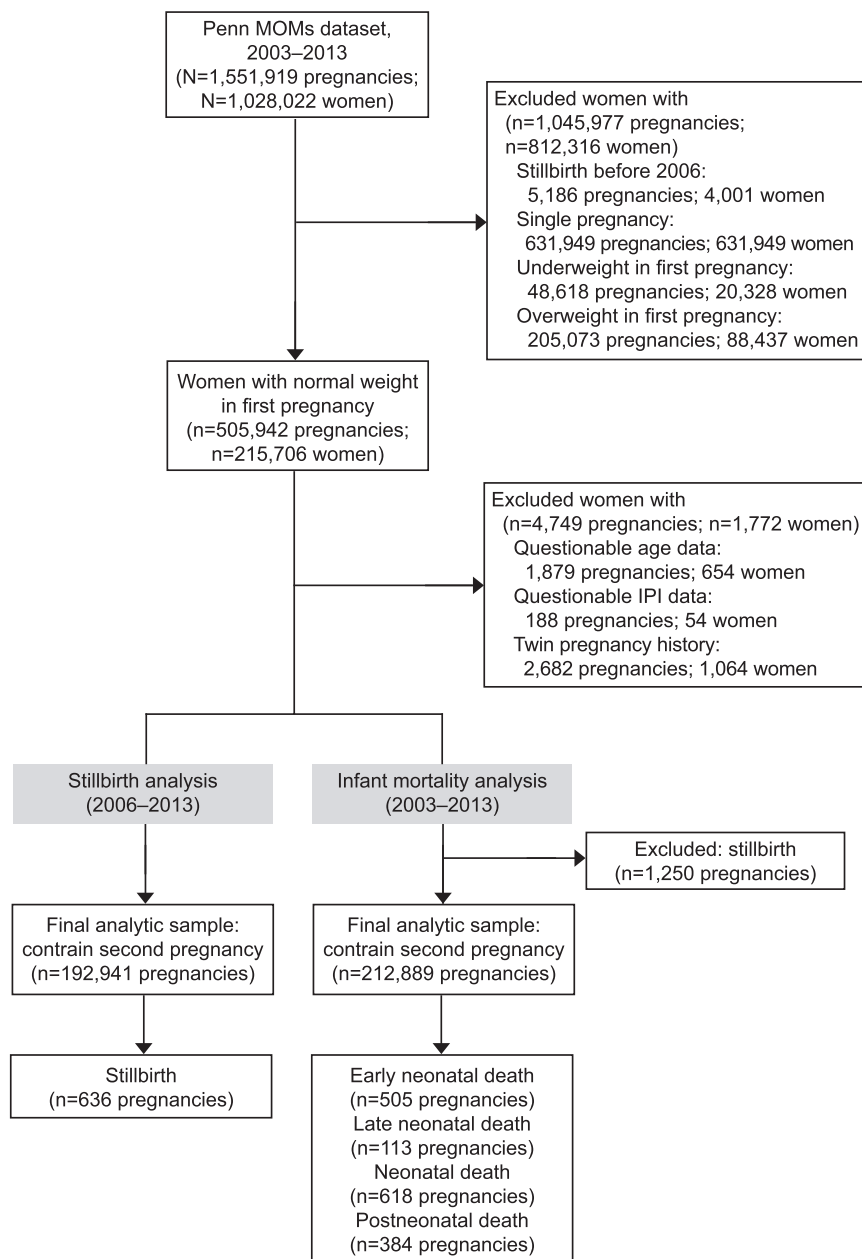 Penn MOMs dataset,
2003–2013
(N=1,551,919 pregnancies;
N=1,028,022 women)
Excluded women with
(n=1,045,977 pregnancies;
n=812,316 women)
Stillbirth before 2006:
5,186 pregnancies; 4,001 women
Single pregnancy:
631,949 pregnancies; 631,949 women
Underweight in first pregnancy:
48,618 pregnancies; 20,328 women
Overweight in first pregnancy:
205,073 pregnancies; 88,437 women
Women with normal weight
in first pregnancy
(n=505,942 pregnancies;
n=215,706 women)
Excluded women with
(n=4,749 pregnancies; n=1,772 women)
Questionable age data:
1,879 pregnancies; 654 women
Questionable IPI data:
188 pregnancies; 54 women
Twin pregnancy history:
2,682 pregnancies; 1,064 women
Stillbirth analysis
(2006–2013)
Infant mortality analysis
(2003–2013)
Excluded: stillbirth
(n=1,250 pregnancies)
Final analytic sample:
contrain second pregnancy
(n=192,941 pregnancies)
Final analytic sample:
contrain second pregnancy
(n=212,889 pregnancies)
Stillbirth
(n=636 pregnancies)
Early neonatal death
(n=505 pregnancies)
Late neonatal death
(n=113 pregnancies)
Neonatal death
(n=618 pregnancies)
Postneonatal death
(n=384 pregnancies)